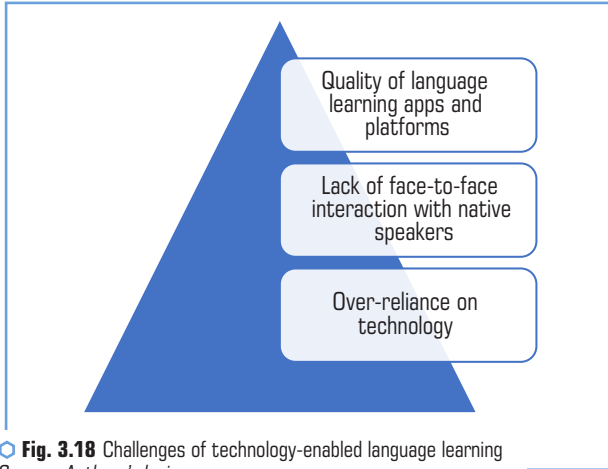 Quality of language
learning apps and
platforms
Lack of face-to-face
interaction with native
speakers
Over-reliance on
technology
Fig. 3.18 Challenges of technology-enabled language learning